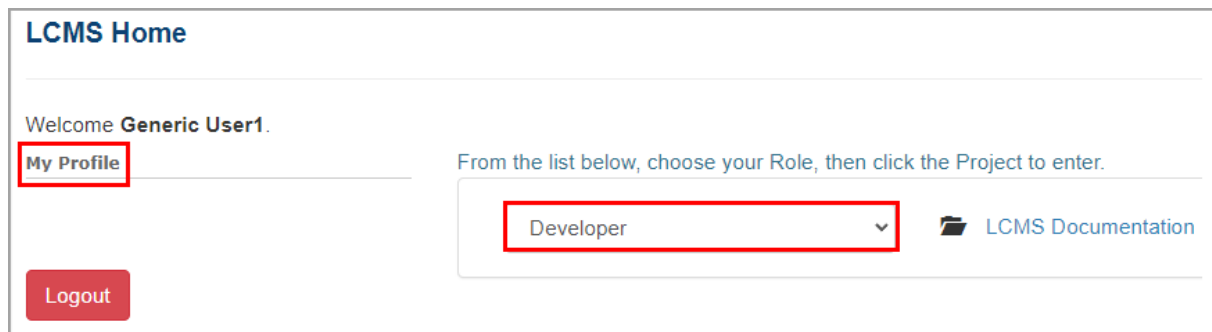 LCMS Home
Welcome Generic User1.
My Profile
From the list below, choose your Role, then click the Project to enter.
Developer
LCMS Documentation
Logout